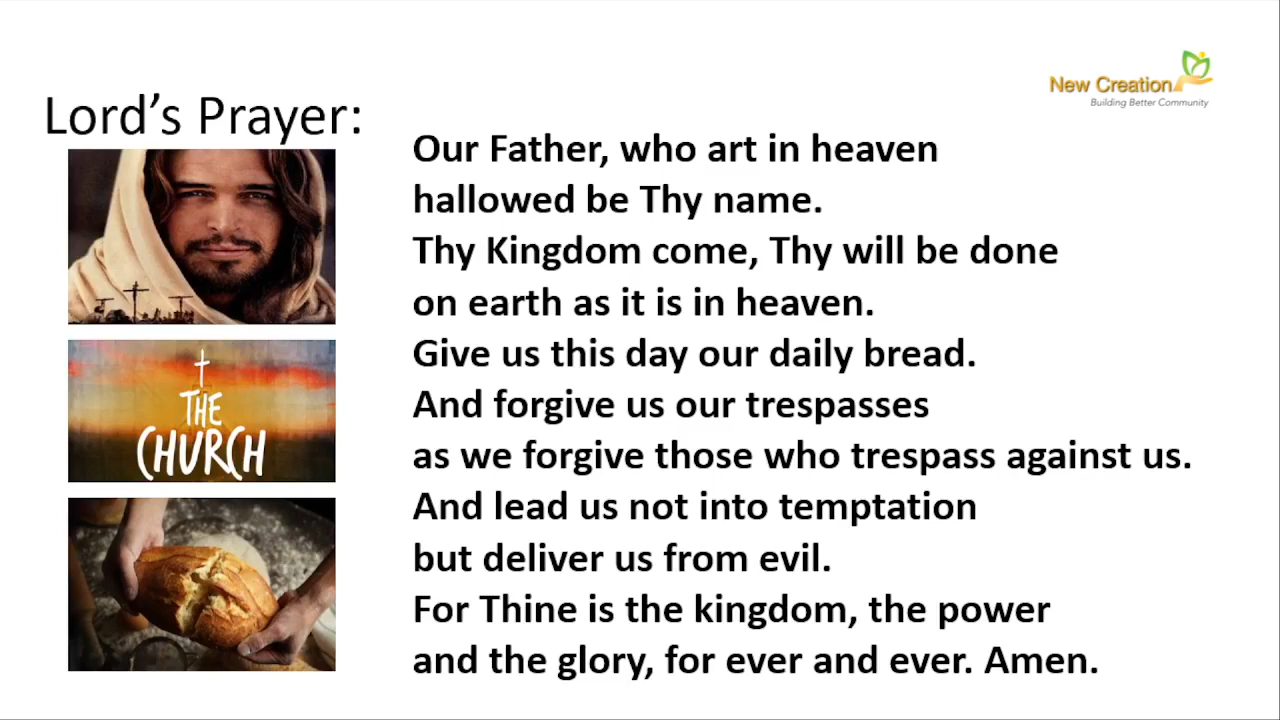 New Creation
Building Better Community
Lord's Prayer:
Our Father, who art in heaven
hallowed be Thy name.
Thy Kingdom come, Thy will be done
on earth as it is in heaven.
Give us this day our daily bread.
And forgive us our trespasses
as we forgive those who trespass against us.
And lead us not into temptation
but deliver us from evil.
For Thine is the kingdom, the power
and the glory, for ever and ever. Amen.
THE
CHURCH